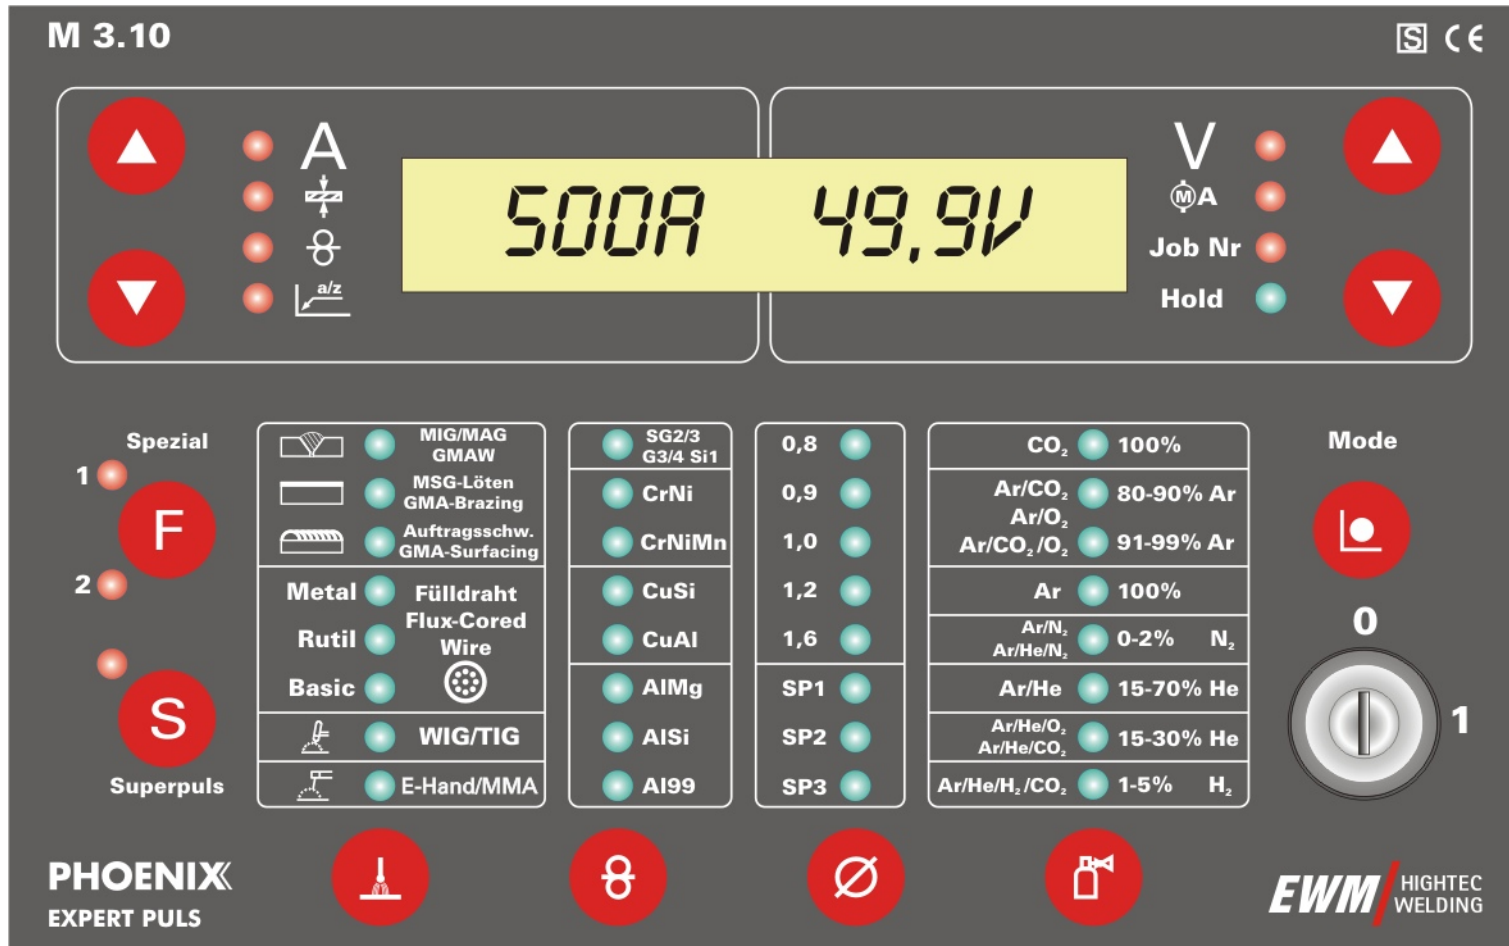 M 3.10
S CE
A
V
500A 49,9V
M A
Job Nr
a/z
Hold
Spezial
1
F
2
S
Superpuls
MIG/MAG
GMAW
MSG-Löten
GMA-Brazing
Auftragsschw.
GMA-Surfacing
Metal
Fülldraht
Flux-Cored
Wire
Rutil
Basic
WIG/TIG
E-Hand/MMA
SG2/3
G3/4 Si1
CrNi
CrNiMn
CuSi
CuAl
AlMg
AlSi
Al99
0,8
0,9
1,0
1,2
1,6
SP1
SP2
SP3
CO₂ 100%
Ar/CO₂ 80-90% Ar
Ar/O₂
Ar/CO₂/O₂ 91-99% Ar
Ar 100%
Ar/N₂
Ar/He/N₂ 0-2% N₂
Ar/He 15-70% He
Ar/He/O₂
Ar/He/CO₂ 15-30% He
Ar/He/H₂/CO₂ 1-5% H₂
Mode
0
1
PHOENIX
EXPERT PULS
EWM HIGHTEC
WELDING